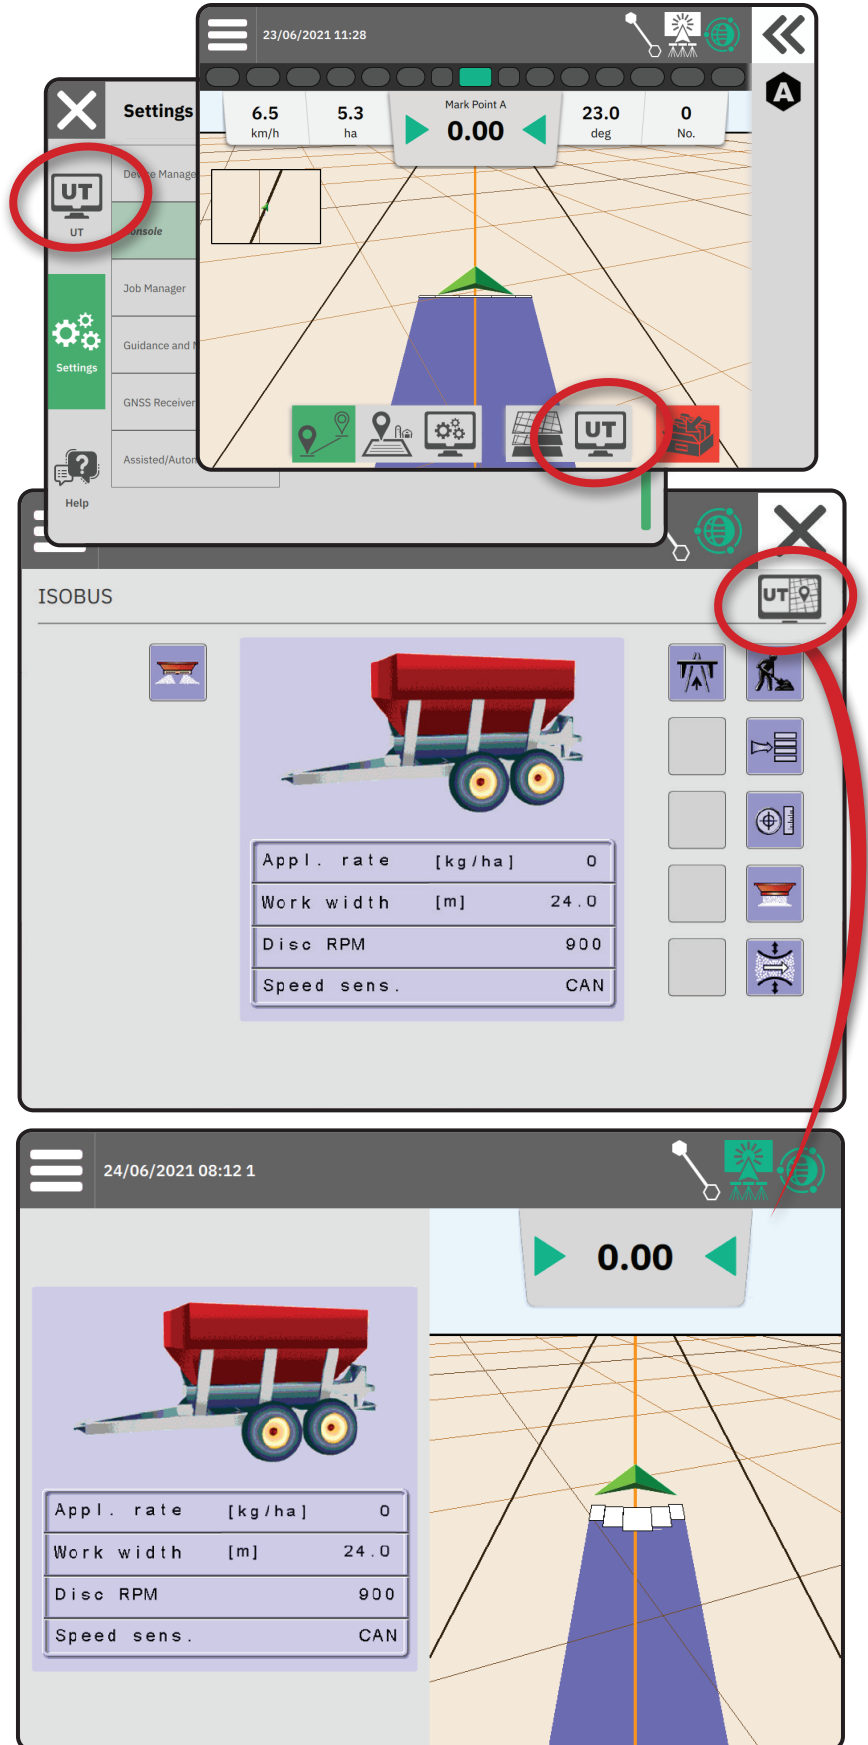 23/06/2021 11:28
A
6.5
km/h
5.3
ha
Mark Point A
0.00
23.0
deg
0
No.
UT
Settings
UT
UT
Device Manage
Console
Job Manager
Guidance and
Settings
GNSS Receiver
Assisted/Auton
Help
ISOBUS
UT
Appl. rate [kg/ha] 0
Work width [m] 24.0
Disc RPM 900
Speed sens. CAN
24/06/2021 08:12 1
0.00
Appl. rate [kg/ha] 0
Work width [m] 24.0
Disc RPM 900
Speed sens. CAN